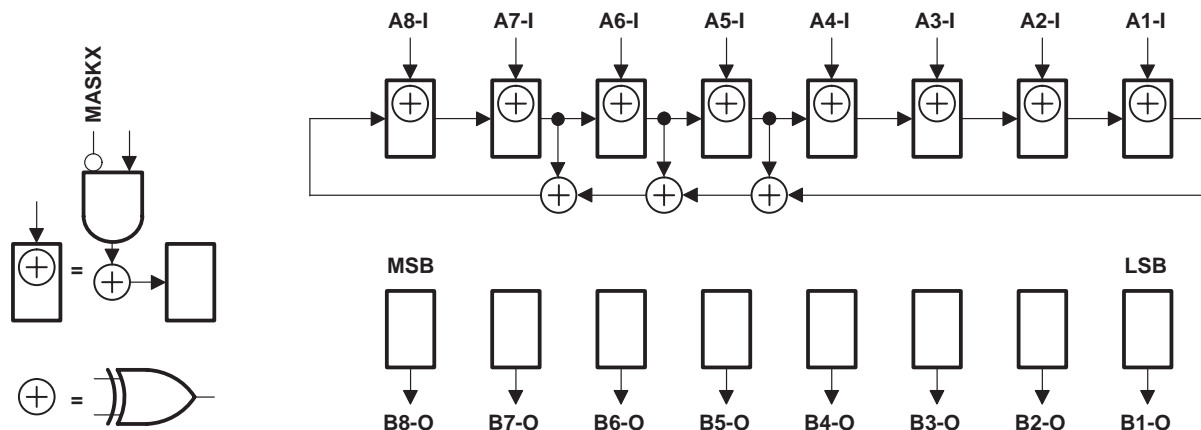 A8-I A7-I A6-I A5-I A4-I A3-I A2-I A1-I
MASKX
=
MSB LSB
=
B8-O B7-O B6-O B5-O B4-O B3-O B2-O B1-O